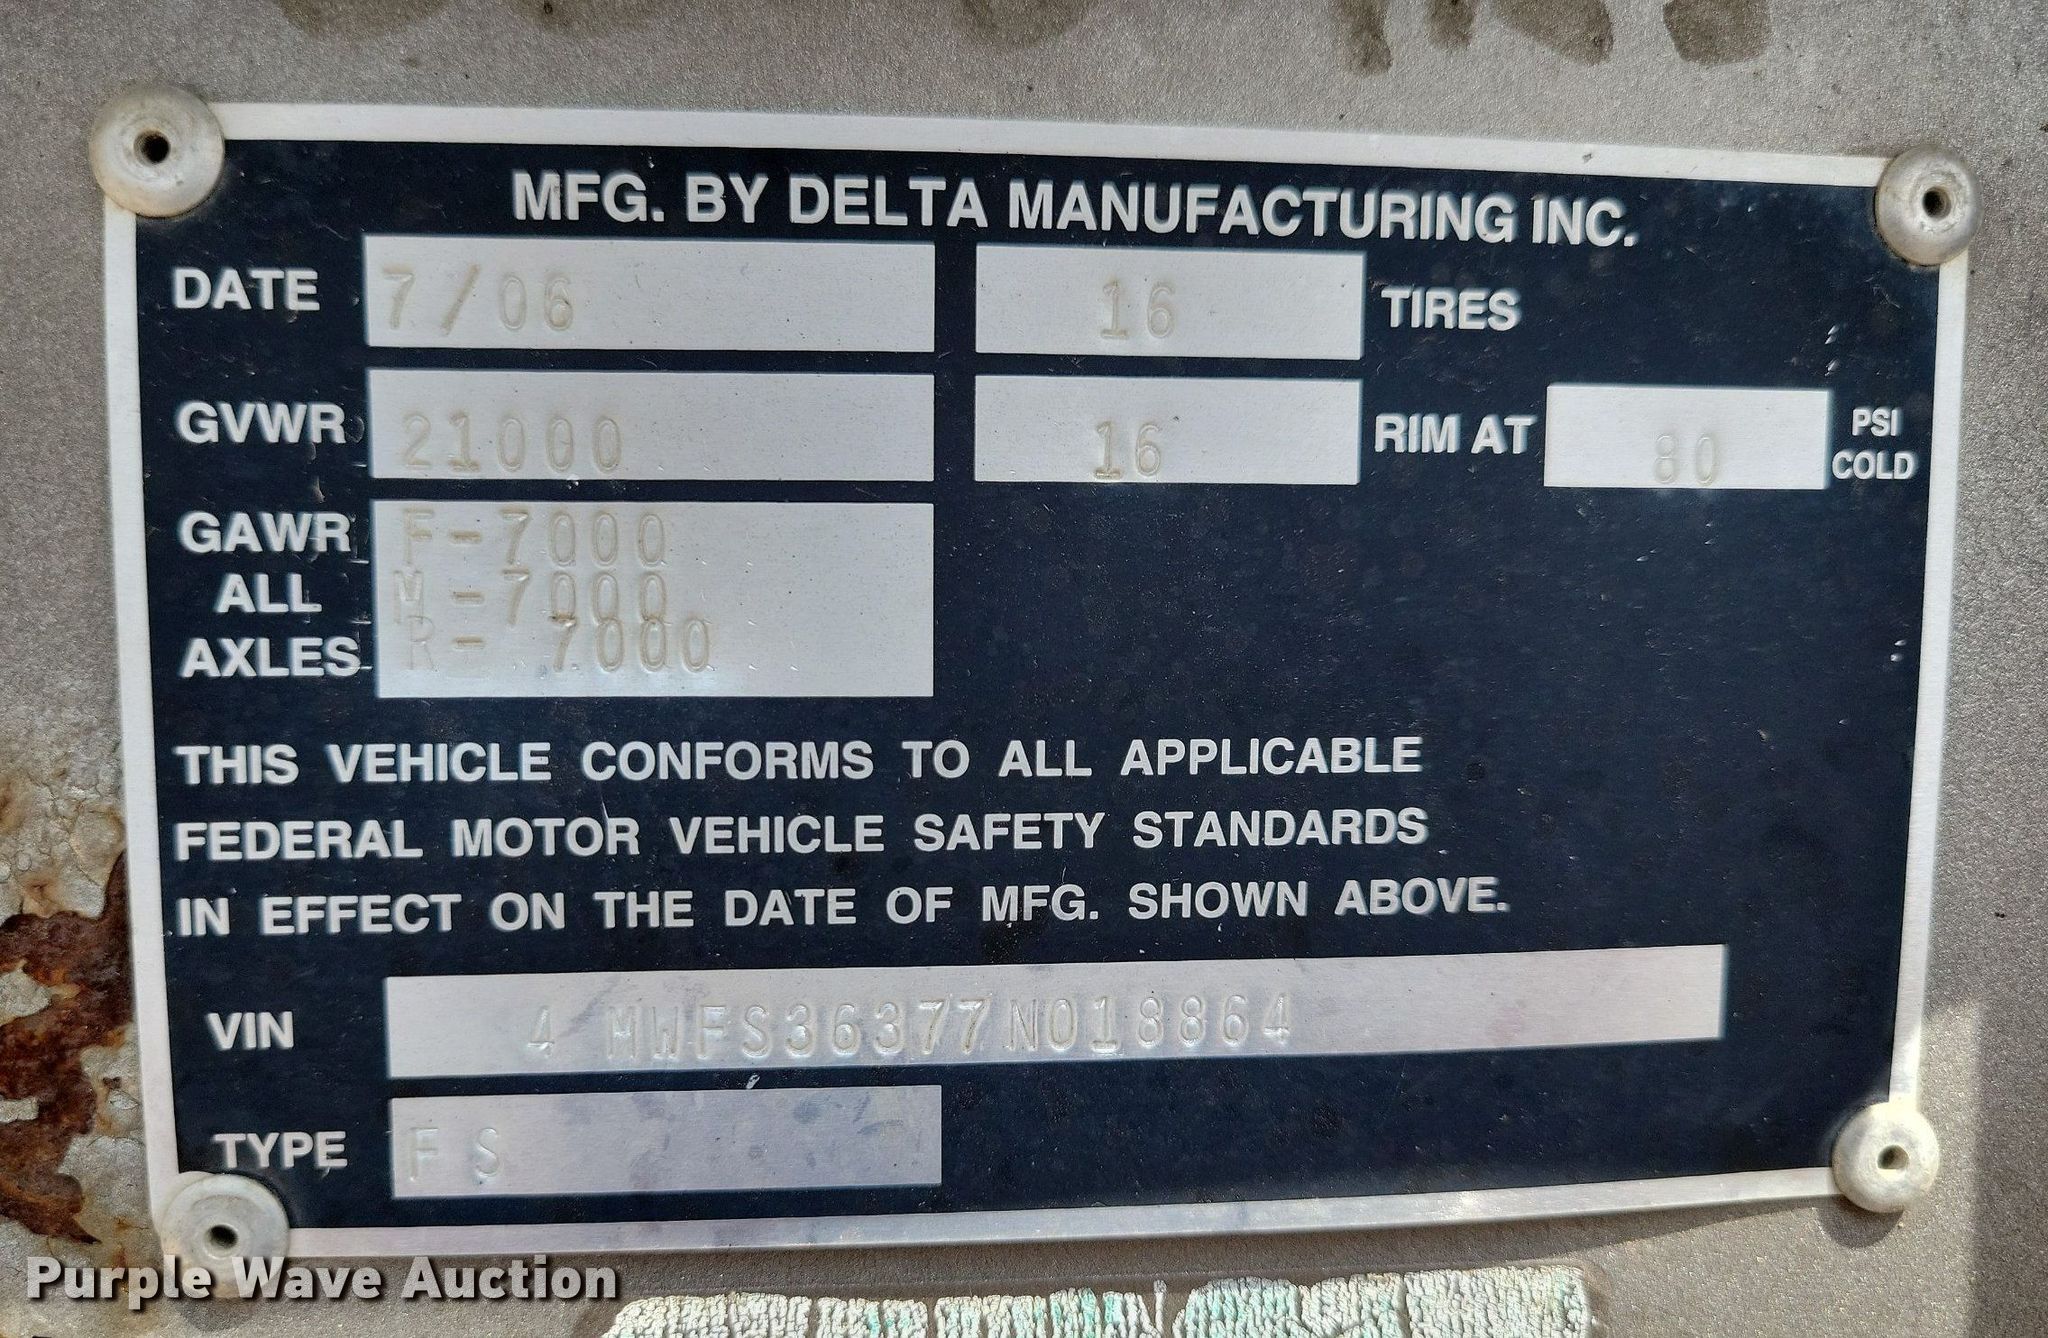 MFG. BY DELTA MANUFACTURING INC.
DATE 7/06 16 TIRES
GVWR 21000 16 RIM AT 80 PSI COLD
GAWR F-7000
ALL M-7000
AXLES R- 7000
THIS VEHICLE CONFORMS TO ALL APPLICABLE
FEDERAL MOTOR VEHICLE SAFETY STANDARDS
IN EFFECT ON THE DATE OF MFG. SHOWN ABOVE.
VIN 4 MWFS36377N018864
TYPE FS
Purple Wave Auction